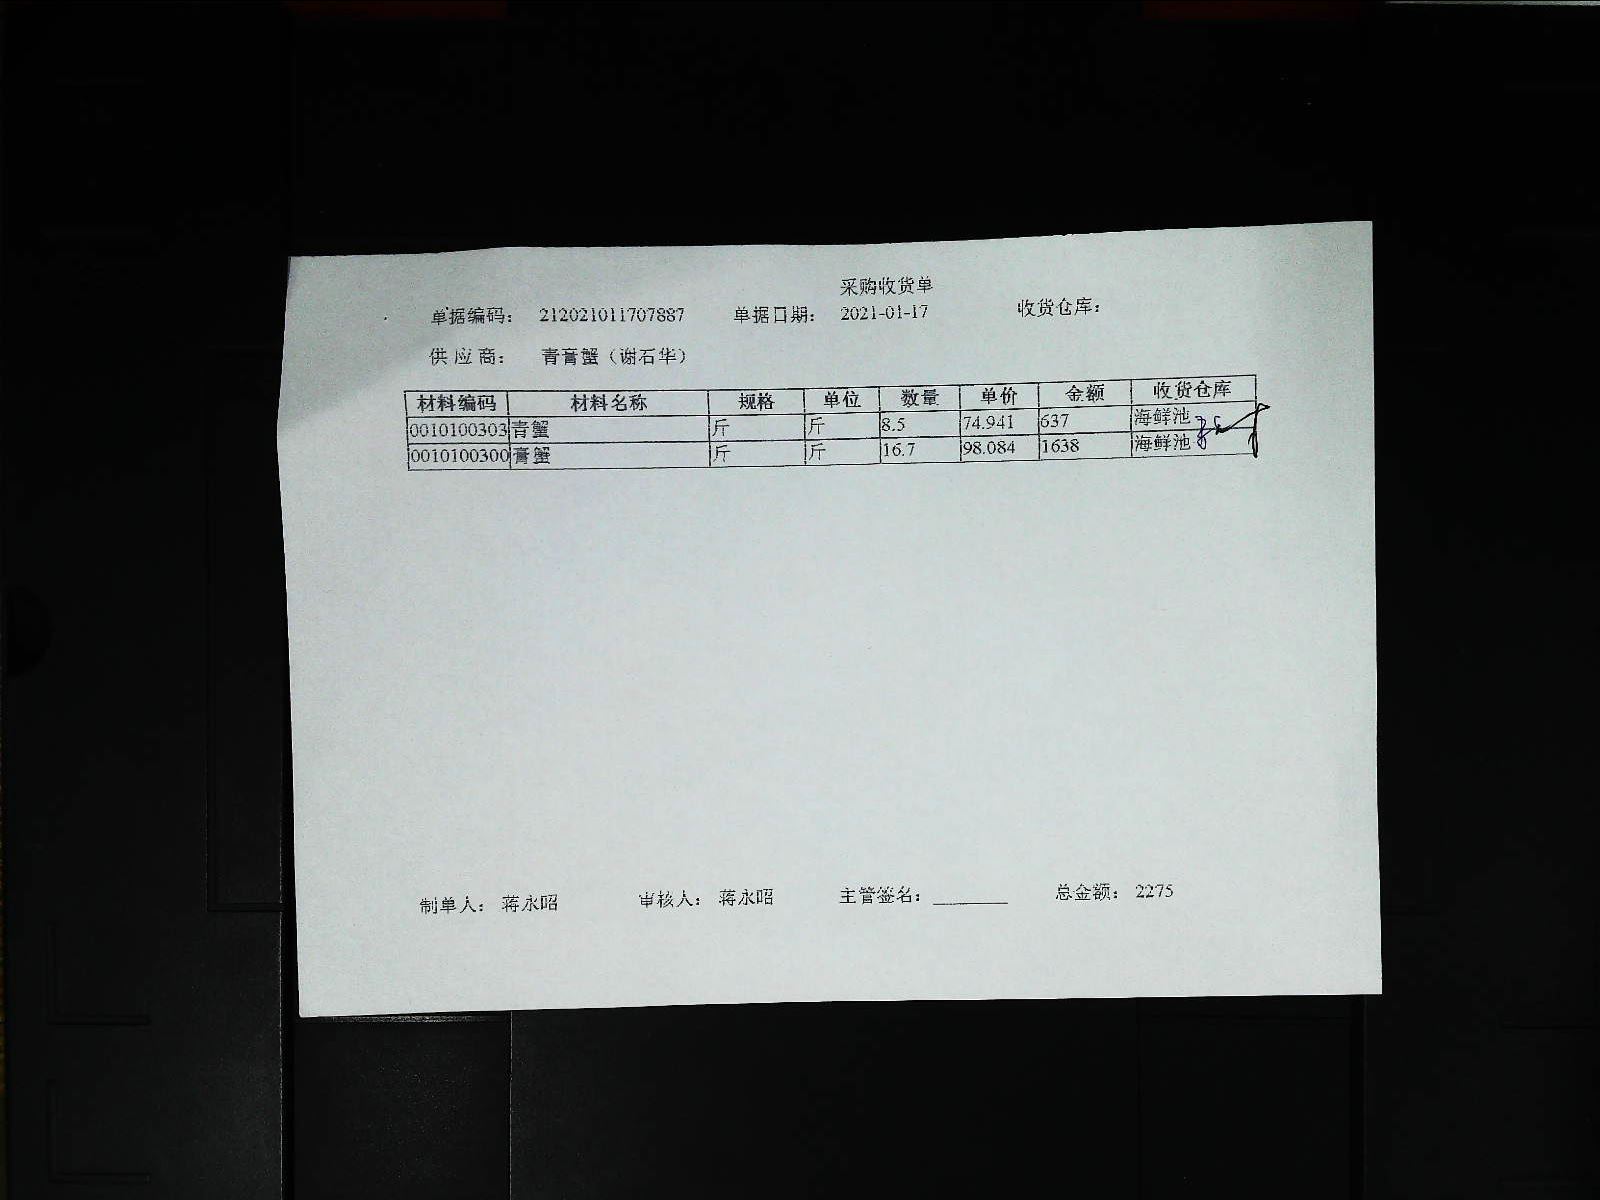 采购收货单
单据编码： 212021011707887 单据日期： 2021-01-17 收货仓库：
供应商： 青膏蟹（谢石华）
材料编码 材料名称 规格 单位 数量 单价 金额 收货仓库
0010100303 青蟹 斤 斤 8.5 74.941 637 海鲜池
0010100300 膏蟹 斤 斤 16.7 98.084 1638 海鲜池
制单人： 蒋永昭 审核人： 蒋永昭 主管签名：________ 总金额： 2275